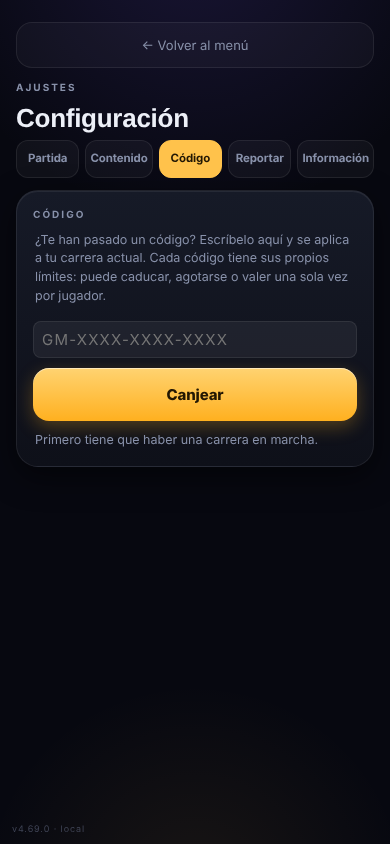 ← Volver al menú
AJUSTES
Configuración
Partida Contenido Código Reportar Información
CÓDIGO
¿Te han pasado un código? Escríbelo aquí y se aplica
a tu carrera actual. Cada código tiene sus propios
límites: puede caducar, agotarse o valer una sola vez
por jugador.
GM-XXXX-XXXX-XXXX
Canjear
Primero tiene que haber una carrera en marcha.
v4.69.0 · local